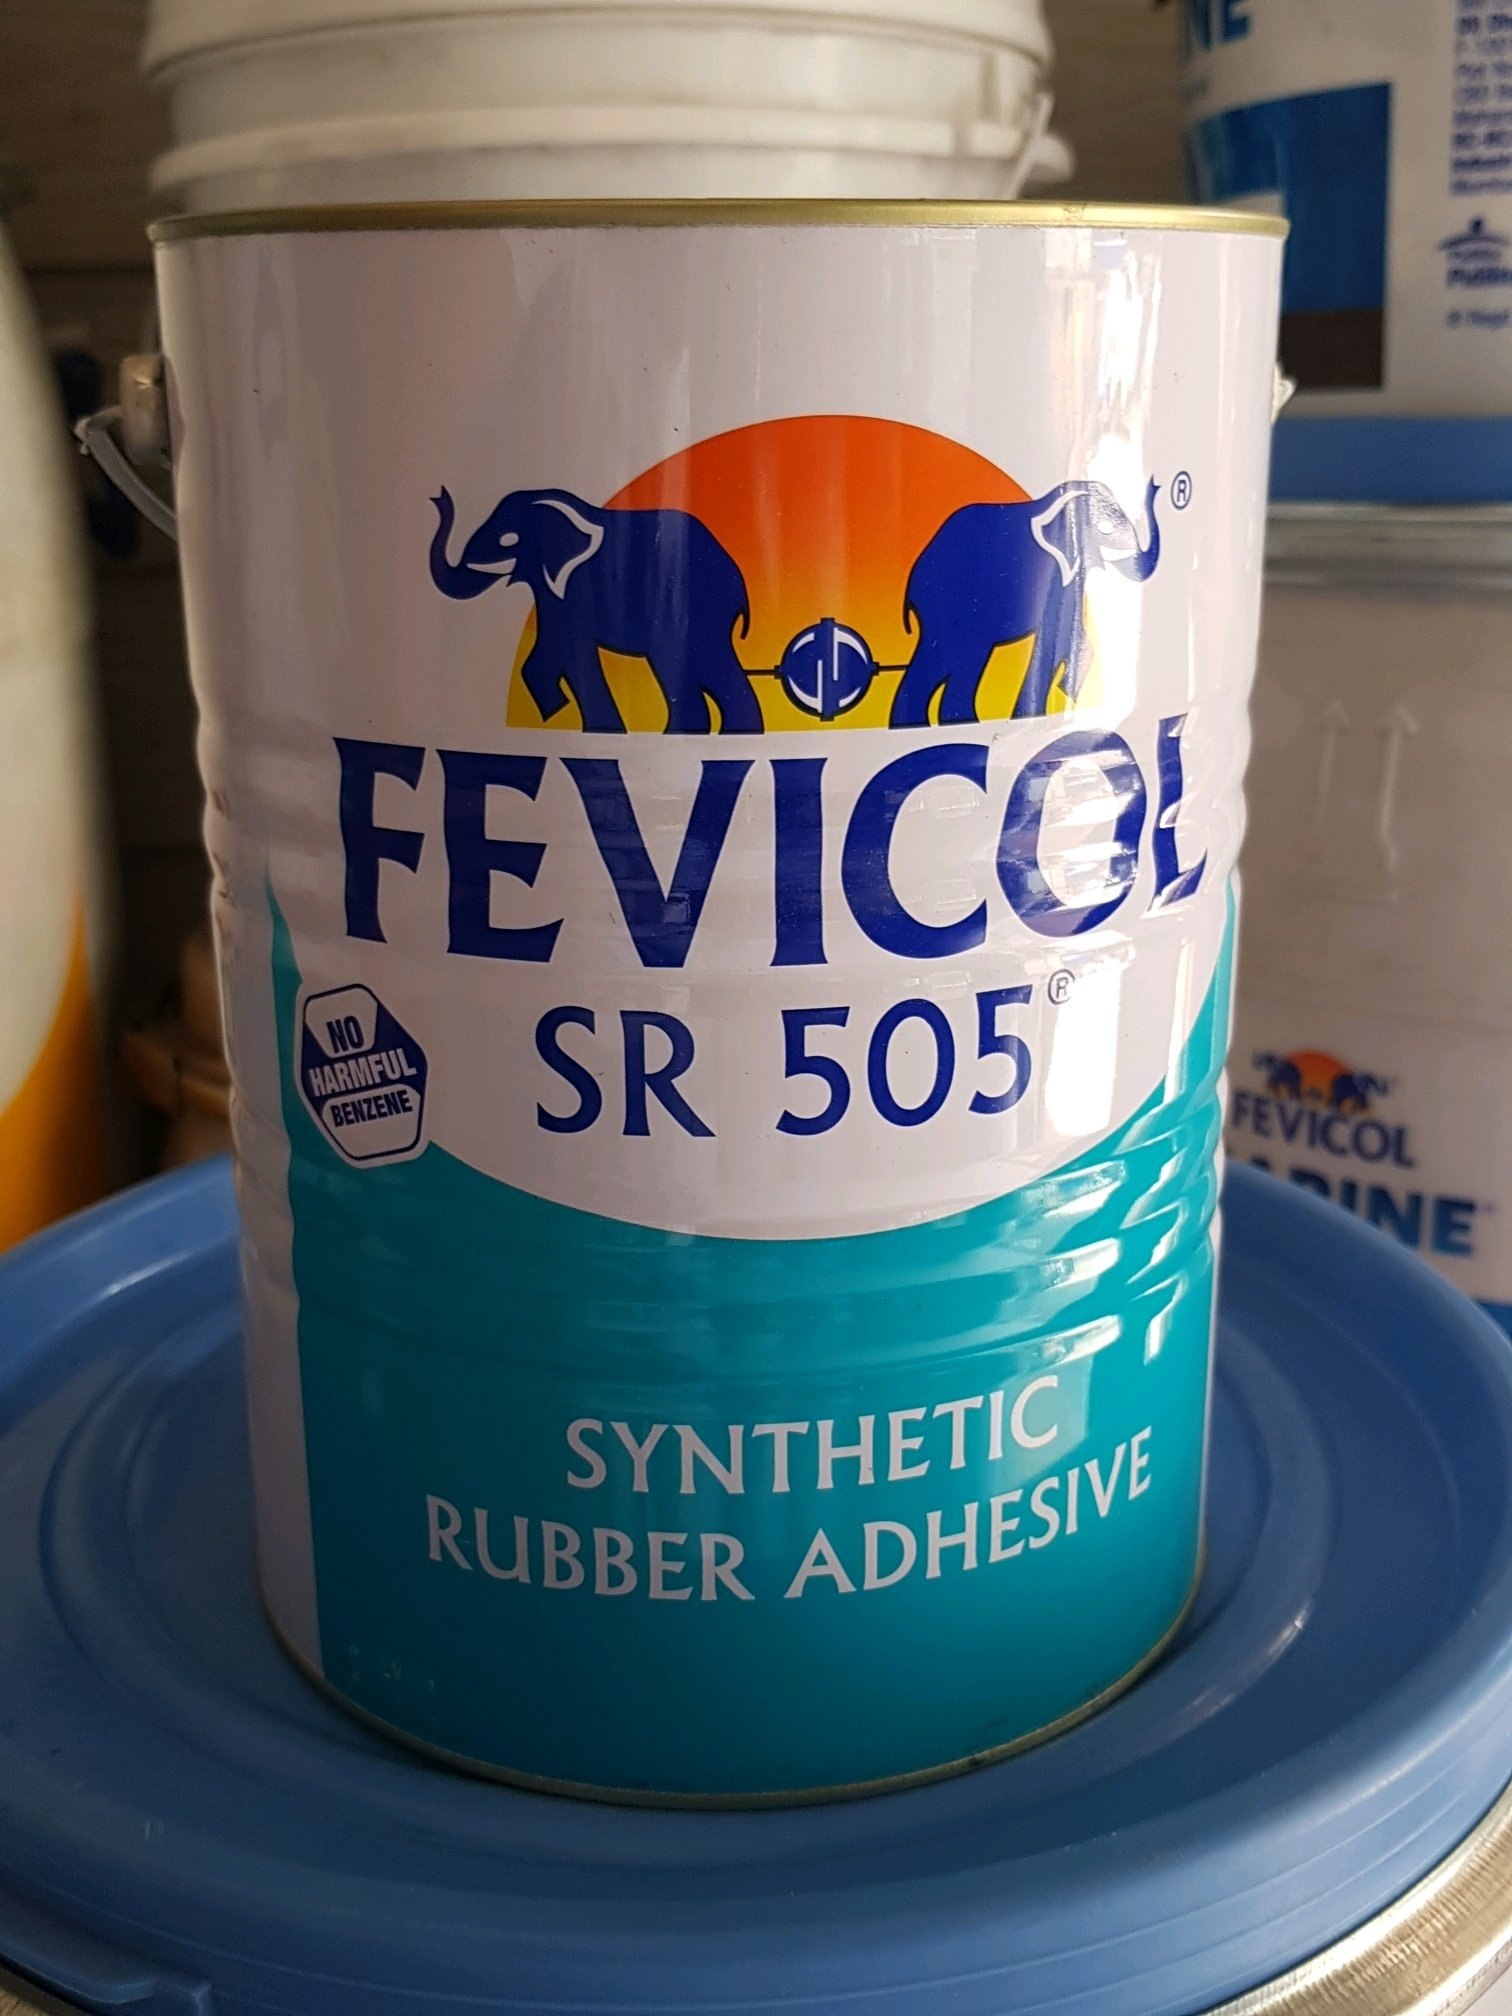 ®
FEVICOL
SR 505®
NO
HARMFUL
BENZENE
SYNTHETIC
RUBBER ADHESIVE
FEVICOL